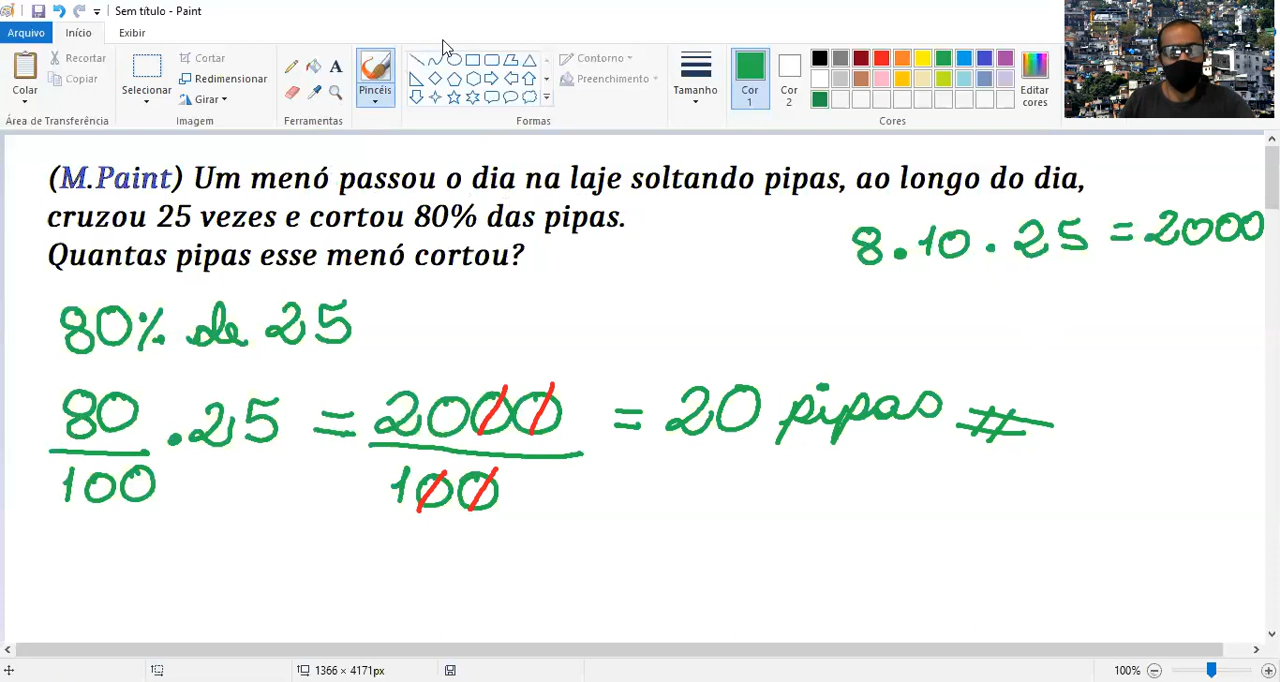 Sem título - Paint
Arquivo Início Exibir
Colar
Recortar
Copiar
Área de Transferência
Selecionar
Cortar
Redimensionar
Girar
Imagem
A
Ferramentas
Pincéis
Contorno
Preenchimento
Formas
Tamanho
Cor 1
Cor 2
Editar cores
Cores
(M.Paint) Um menó passou o dia na laje soltando pipas, ao longo do dia,
cruzou 25 vezes e cortou 80% das pipas.
Quantas pipas esse menó cortou?
8.10.25 = 2000
80% de 25
80/100 . 25 = 2000/100 = 20 pipas #
1366 × 4171px
100%